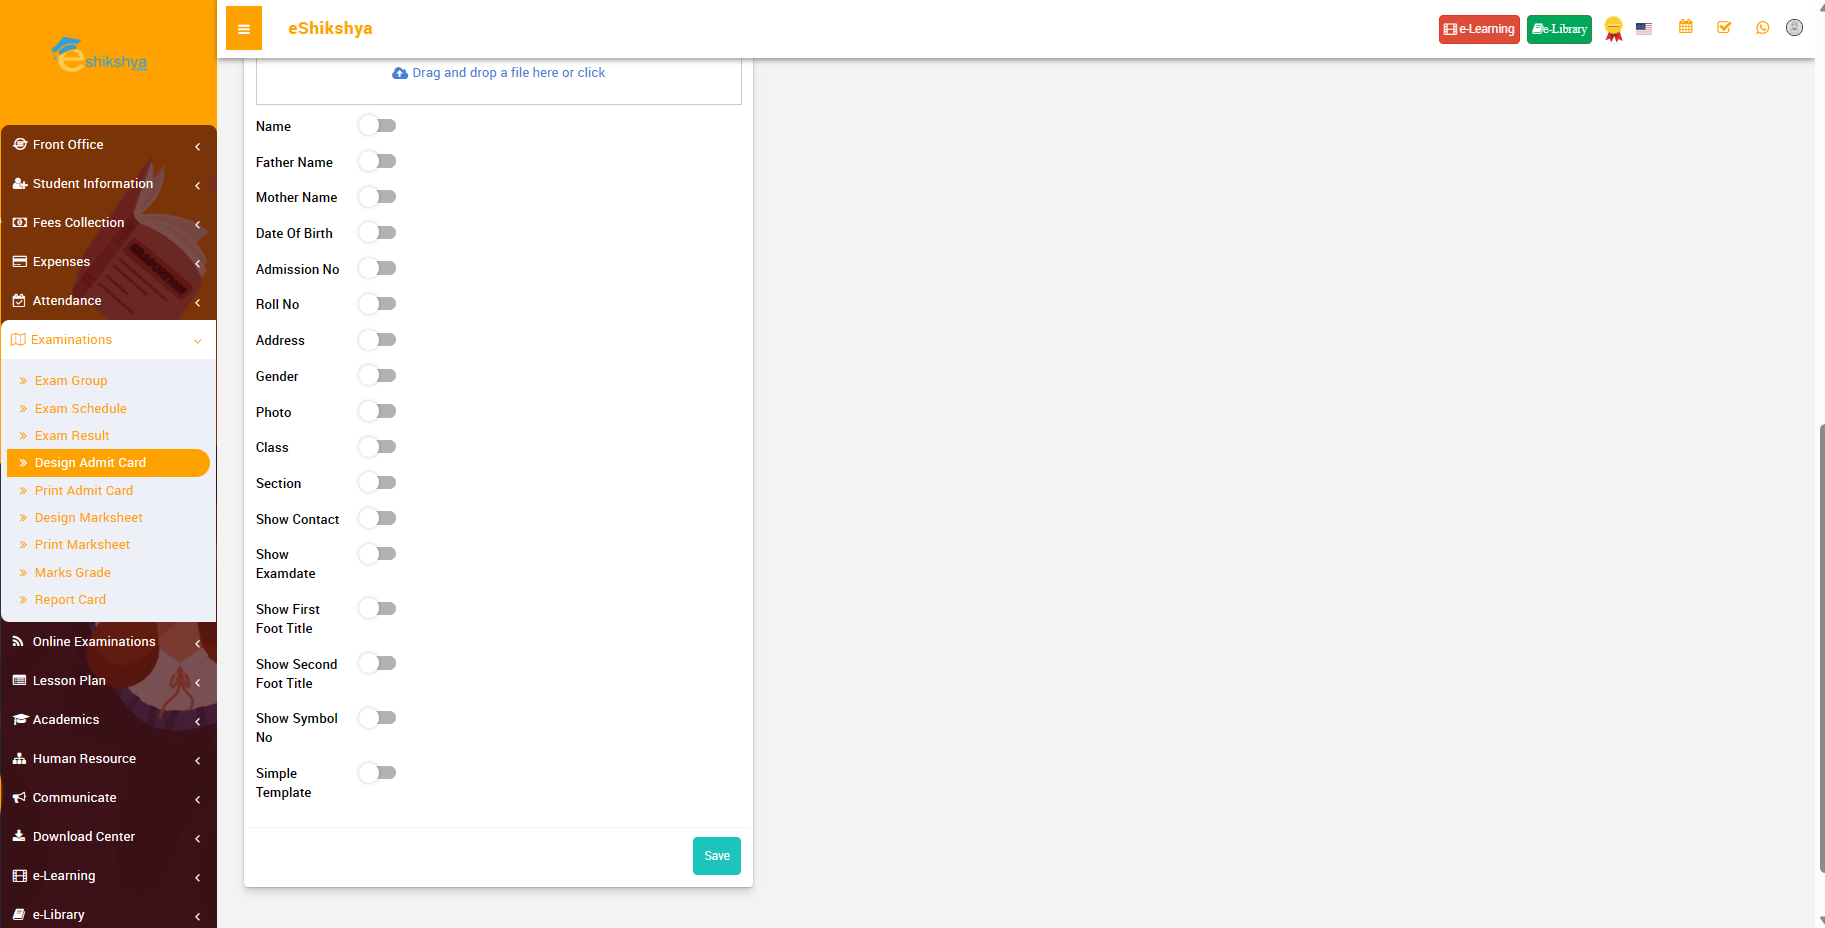 eshikshya
eShikshya
e-Learning
e-Library
Front Office
Student Information
Fees Collection
Expenses
Attendance
Examinations
Exam Group
Exam Schedule
Exam Result
Design Admit Card
Print Admit Card
Design Marksheet
Print Marksheet
Marks Grade
Report Card
Online Examinations
Lesson Plan
Academics
Human Resource
Communicate
Download Center
e-Learning
e-Library
GRADUATION
Drag and drop a file here or click
Name
Father Name
Mother Name
Date Of Birth
Admission No
Roll No
Address
Gender
Photo
Class
Section
Show Contact
Show
Examdate
Show First
Foot Title
Show Second
Foot Title
Show Symbol
No
Simple
Template
Save